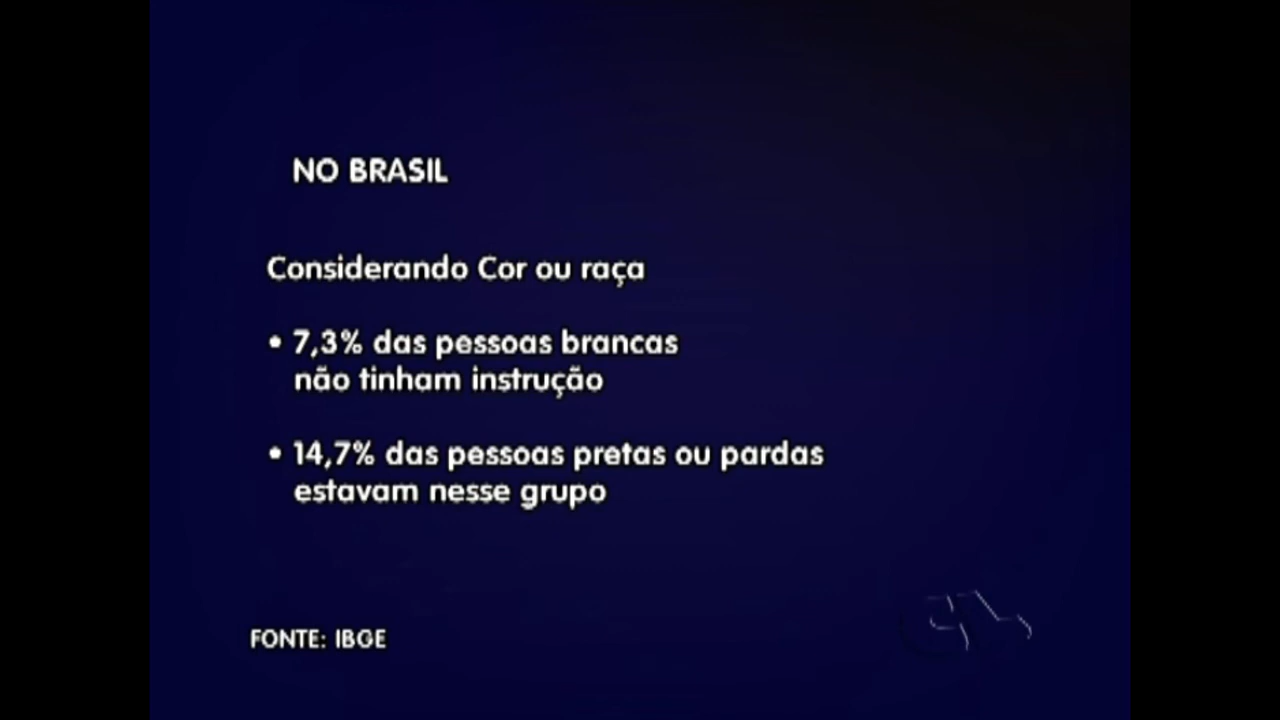 NO BRASIL
Considerando Cor ou raça
• 7,3% das pessoas brancas
não tinham instrução
• 14,7% das pessoas pretas ou pardas
estavam nesse grupo
FONTE: IBGE